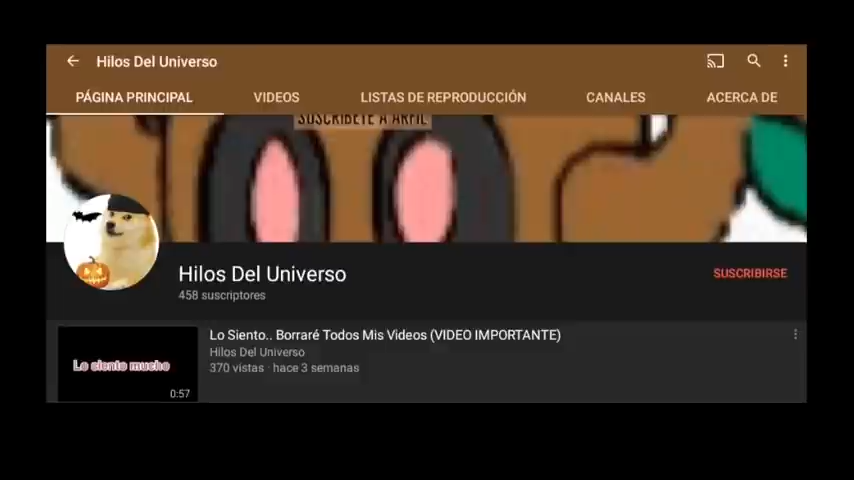 Hilos Del Universo
PÁGINA PRINCIPAL VIDEOS LISTAS DE REPRODUCCIÓN CANALES ACERCA DE
SUSCRIBETE A ARFIL
Hilos Del Universo
458 suscriptores
SUSCRIBIRSE
Lo siento mucho
0:57
Lo Siento.. Borraré Todos Mis Videos (VIDEO IMPORTANTE)
Hilos Del Universo
370 vistas · hace 3 semanas